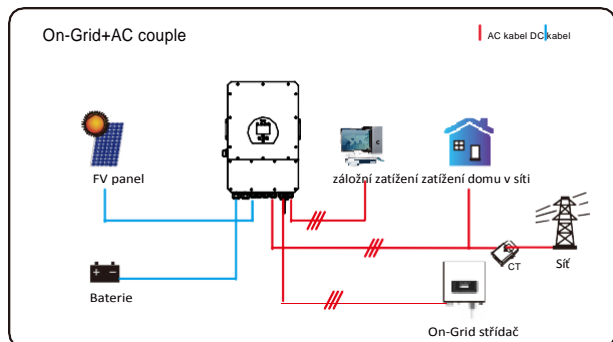 On-Grid+AC couple
AC kabel DC kabel
FV panel
záložní zatížení zatížení domu v síti
CT
Síť
Baterie
On-Grid střídač